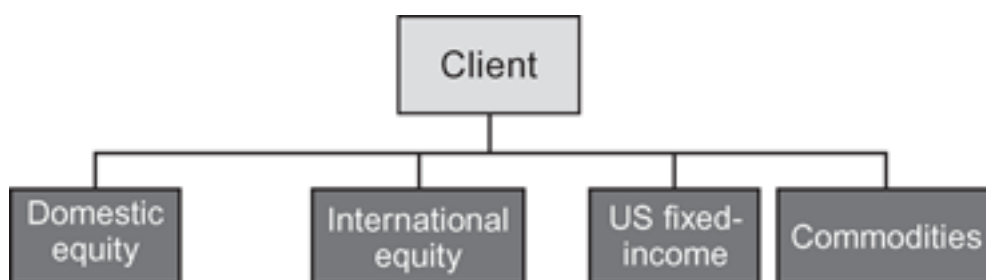 Client
Domestic
equity
International
equity
US fixed-
income
Commodities